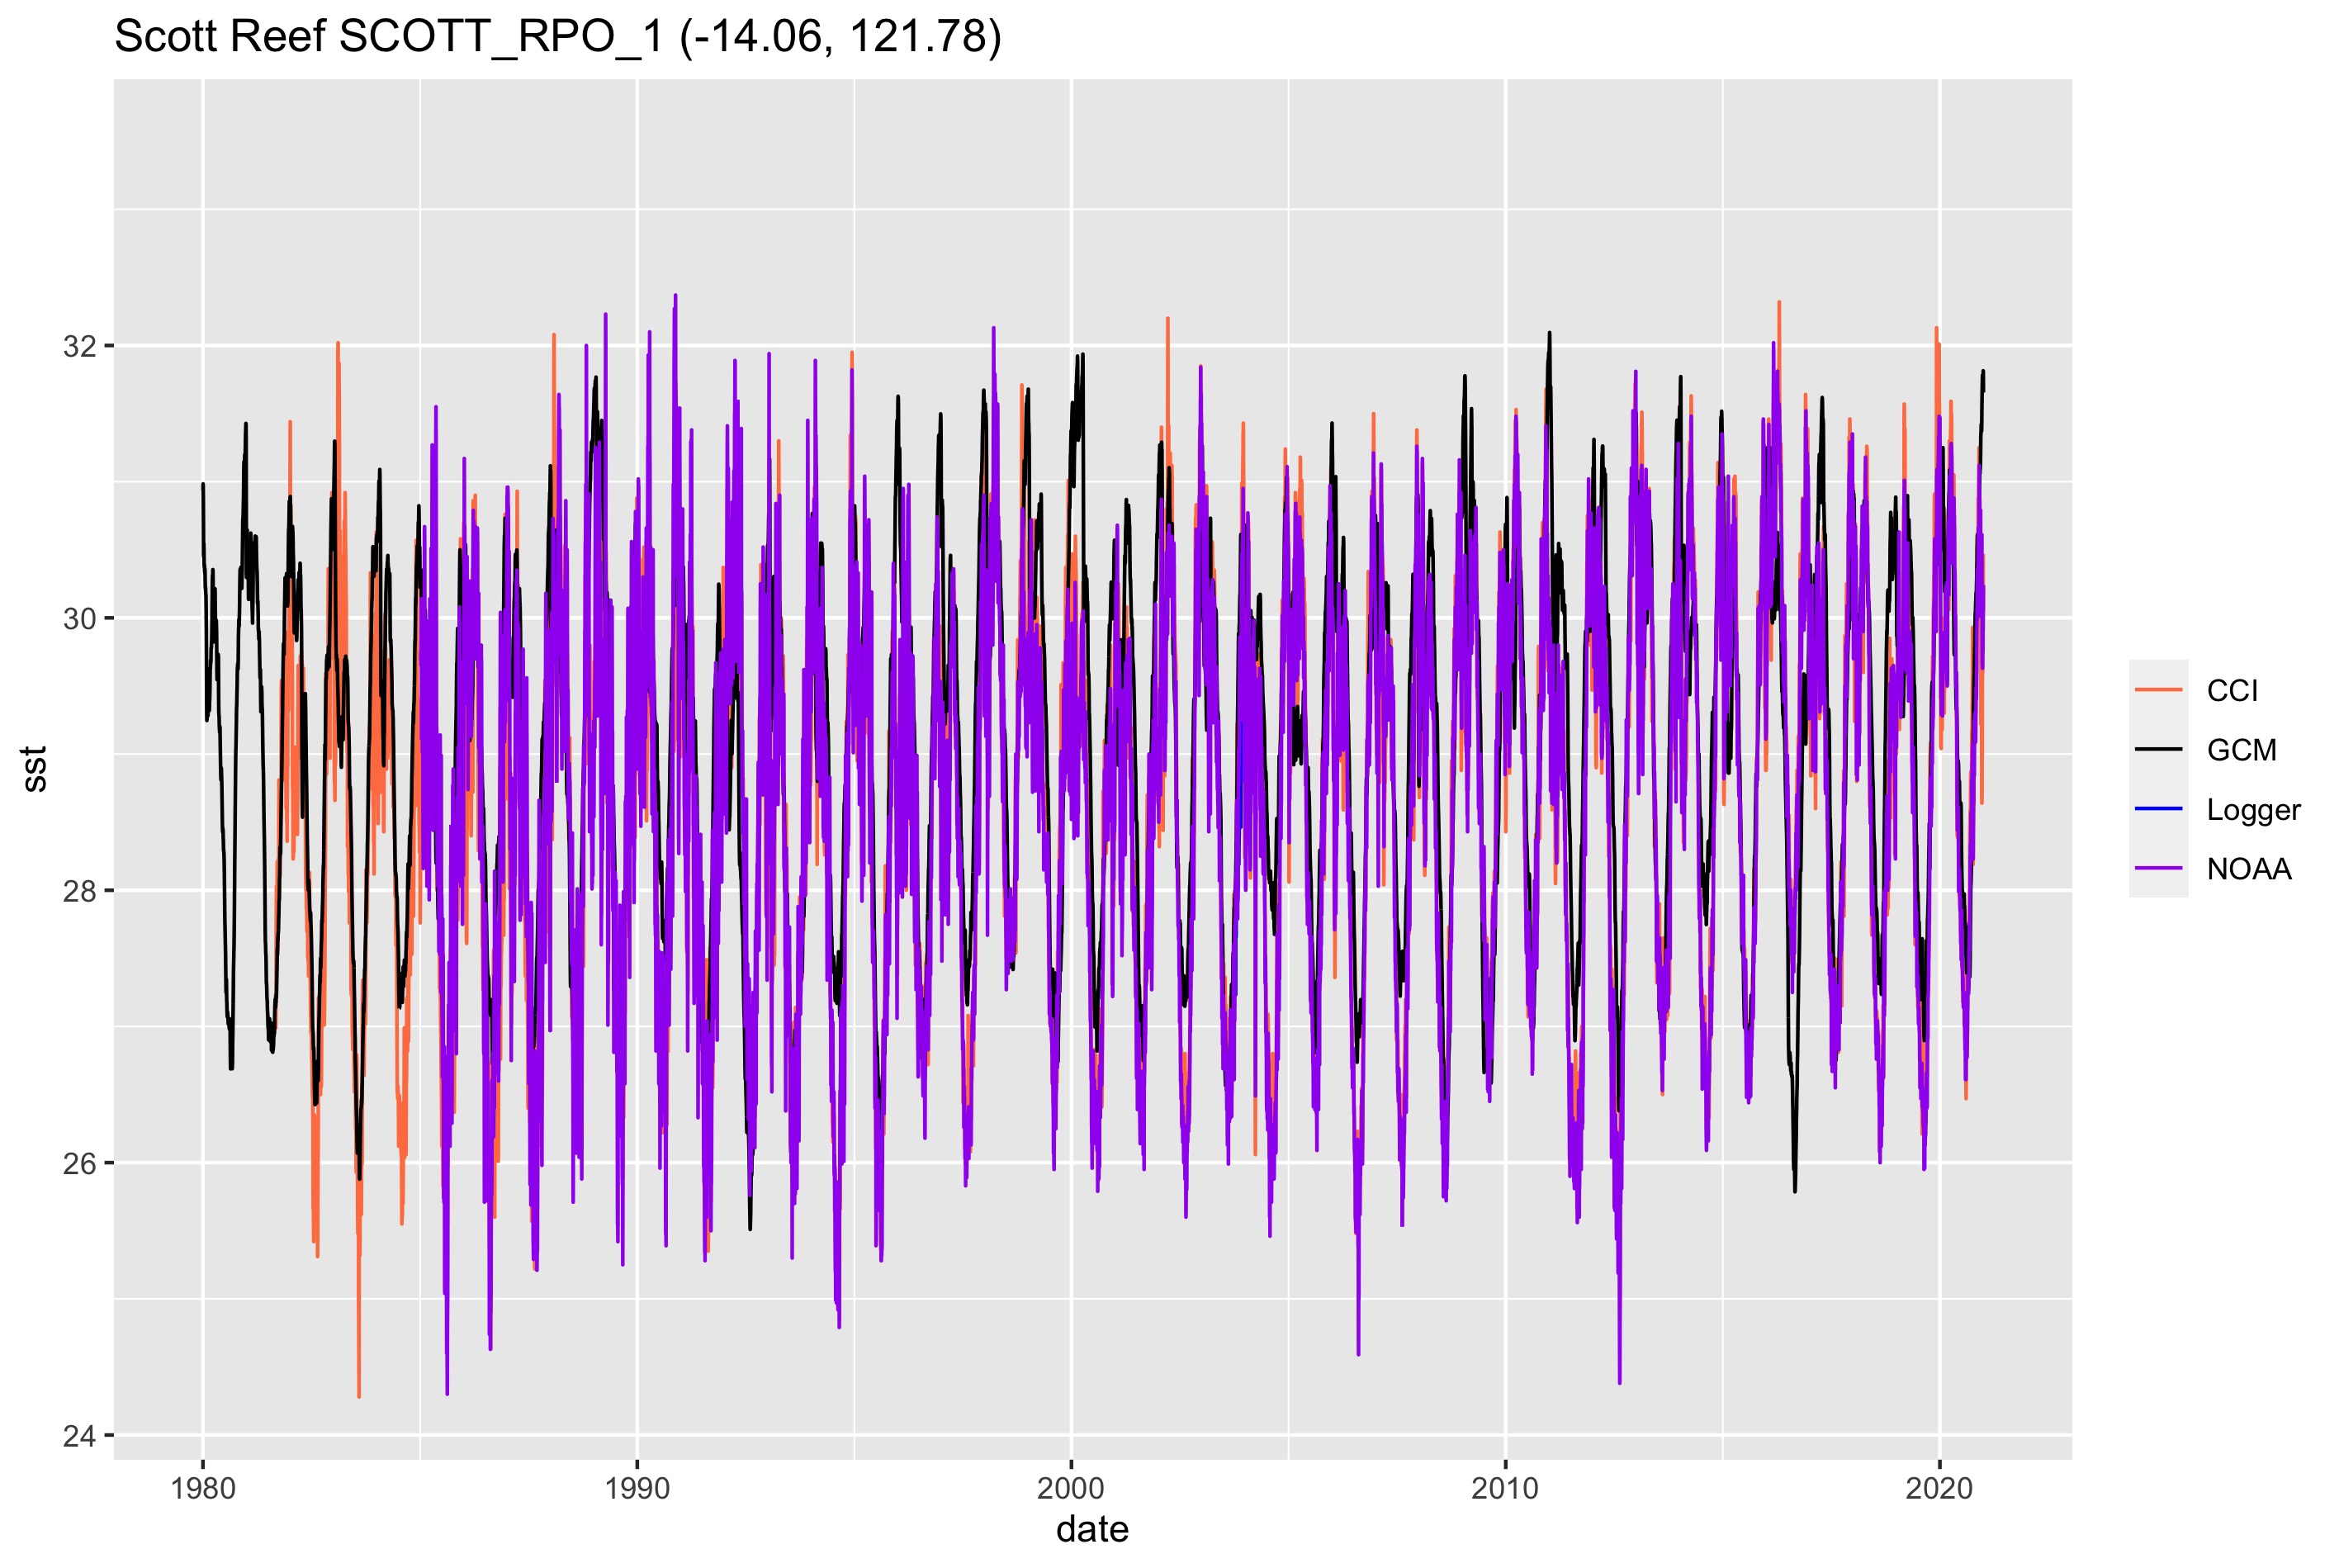 Scott Reef SCOTT_RPO_1 (-14.06, 121.78)
sst
32
30
28
26
24
1980 1990 2000 2010 2020
date
CCI
GCM
Logger
NOAA